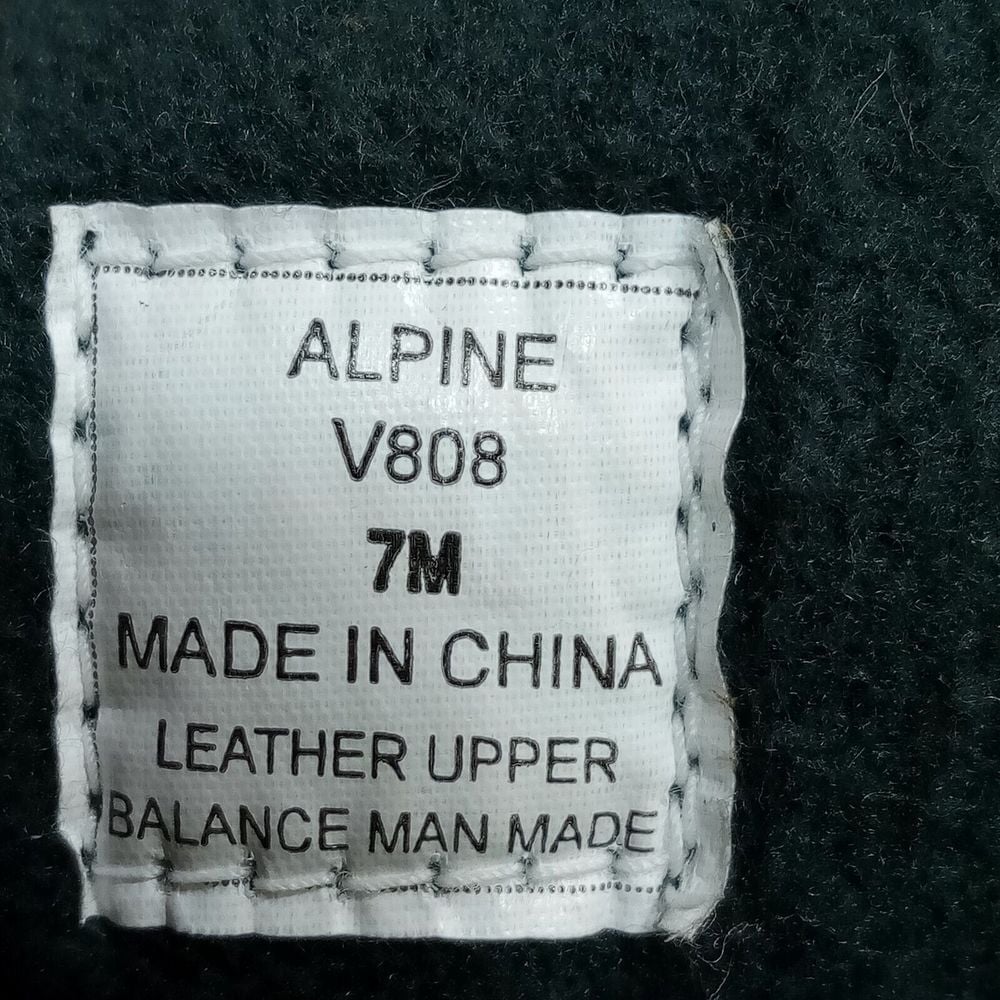 ALPINE
V808
7M
MADE IN CHINA
LEATHER UPPER
BALANCE MAN MADE